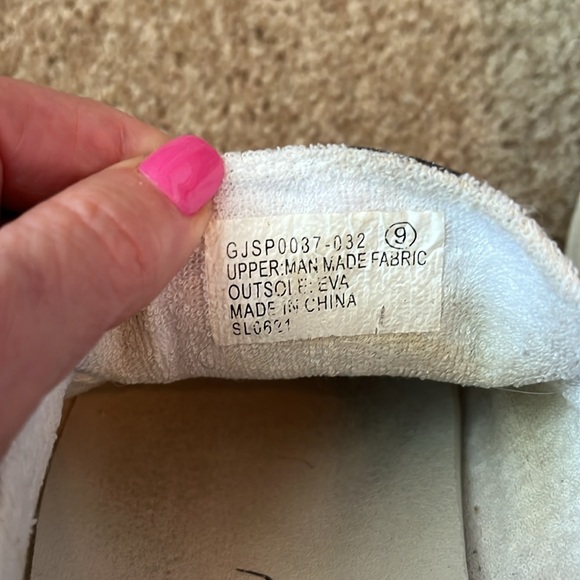 GJSP0037-032 9
UPPER:MAN MADE FABRIC
OUTSOLE: EVA
MADE IN CHINA
SL0621